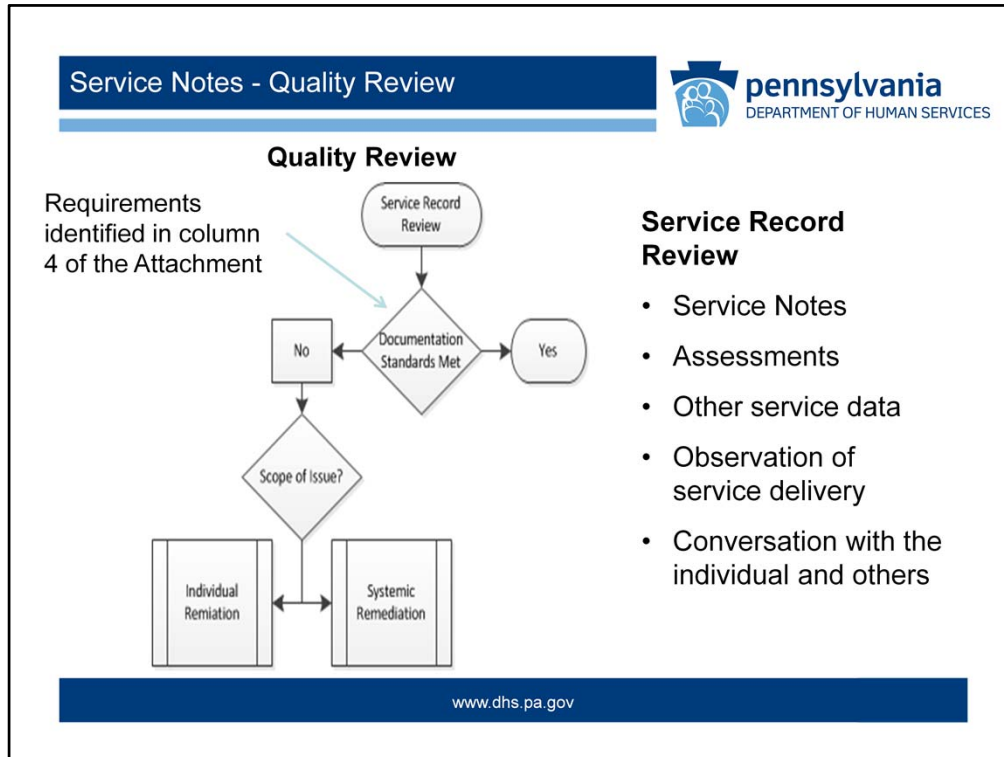 Service Notes - Quality Review
pennsylvania
DEPARTMENT OF HUMAN SERVICES
Quality Review
Requirements
identified in column
4 of the Attachment
Service Record
Review
Documentation
Standards Met
No
Yes
Scope of Issue?
Individual
Remiation
Systemic
Remediation
Service Record
Review
• Service Notes
• Assessments
• Other service data
• Observation of
service delivery
• Conversation with the
individual and others
www.dhs.pa.gov